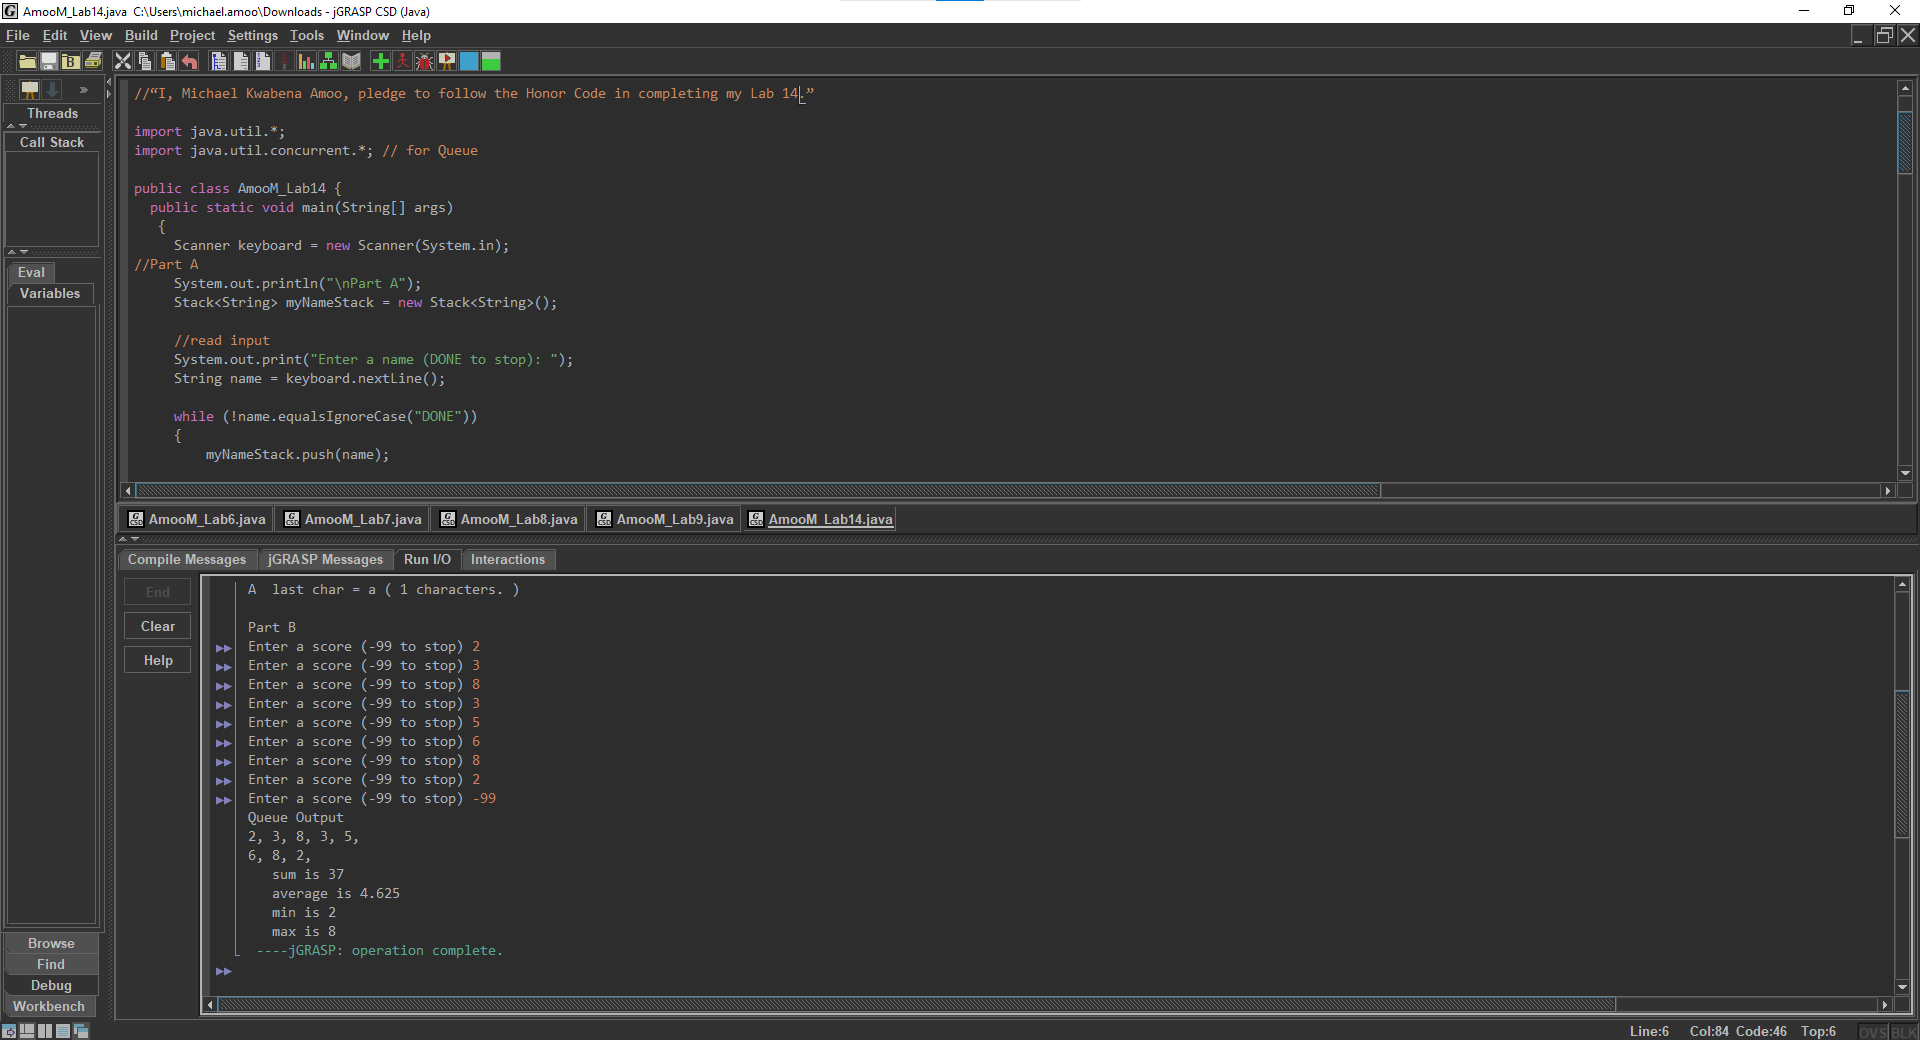 AmooM_Lab14.java C:\Users\michael.amoo\Downloads - jGRASP CSD (Java)
File Edit View Build Project Settings Tools Window Help
Threads
Call Stack
Eval
Variables
Browse
Find
Debug
Workbench
//“I, Michael Kwabena Amoo, pledge to follow the Honor Code in completing my Lab 14.”
import java.util.*;
import java.util.concurrent.*; // for Queue
public class AmooM_Lab14 {
public static void main(String[] args)
{
Scanner keyboard = new Scanner(System.in);
//Part A
System.out.println("\nPart A");
Stack<String> myNameStack = new Stack<String>();
//read input
System.out.print("Enter a name (DONE to stop): ");
String name = keyboard.nextLine();
while (!name.equalsIgnoreCase("DONE"))
{
myNameStack.push(name);
AmooM_Lab6.java AmooM_Lab7.java AmooM_Lab8.java AmooM_Lab9.java AmooM_Lab14.java
Compile Messages jGRASP Messages Run I/O Interactions
End
Clear
Help
A last char = a ( 1 characters. )
Part B
Enter a score (-99 to stop) 2
Enter a score (-99 to stop) 3
Enter a score (-99 to stop) 8
Enter a score (-99 to stop) 3
Enter a score (-99 to stop) 5
Enter a score (-99 to stop) 6
Enter a score (-99 to stop) 8
Enter a score (-99 to stop) 2
Enter a score (-99 to stop) -99
Queue Output
2, 3, 8, 3, 5,
6, 8, 2,
sum is 37
average is 4.625
min is 2
max is 8
----jGRASP: operation complete.
Line:6 Col:84 Code:46 Top:6 OVS BLK